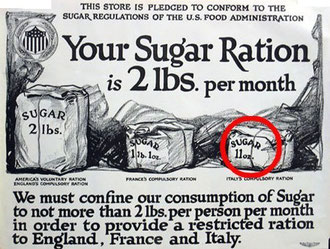 THIS STORE IS PLEDGED TO CONFORM TO THE
SUGAR REGULATIONS OF THE U.S. FOOD ADMINISTRATION
Your Sugar Ration
is 2 lbs. per month
SUGAR
2 lbs.
SUGAR
1 lb. 1oz.
SUGAR
11oz.
AMERICA'S VOLUNTARY RATION
ENGLAND'S COMPULSORY RATION
FRANCE'S COMPULSORY RATION
ITALY'S COMPULSORY RATION
We must confine our consumption of Sugar
to not more than 2 lbs. per person per month
in order to provide a restricted ration
to England, France and Italy.